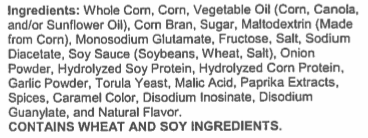 Ingredients: Whole Corn, Corn, Vegetable Oil (Corn, Canola,
and/or Sunflower Oil), Corn Bran, Sugar, Maltodextrin (Made
from Corn), Monosodium Glutamate, Fructose, Salt, Sodium
Diacetate, Soy Sauce (Soybeans, Wheat, Salt), Onion
Powder, Hydrolyzed Soy Protein, Hydrolyzed Corn Protein,
Garlic Powder, Torula Yeast, Malic Acid, Paprika Extracts,
Spices, Caramel Color, Disodium Inosinate, Disodium
Guanylate, and Natural Flavor.
CONTAINS WHEAT AND SOY INGREDIENTS.